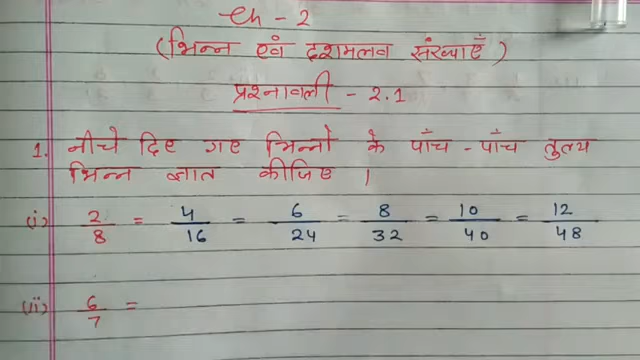 Ch - 2
(भिन्न एवं दशमलव संख्याएँ)
प्रश्नावली - 2.1
1. नीचे दिए गए भिन्नों के पाँच - पाँच तुल्य
भिन्न ज्ञात कीजिए ।
(i) 2/8 = 4/16 = 6/24 = 8/32 = 10/40 = 12/48
(ii) 6/7 =